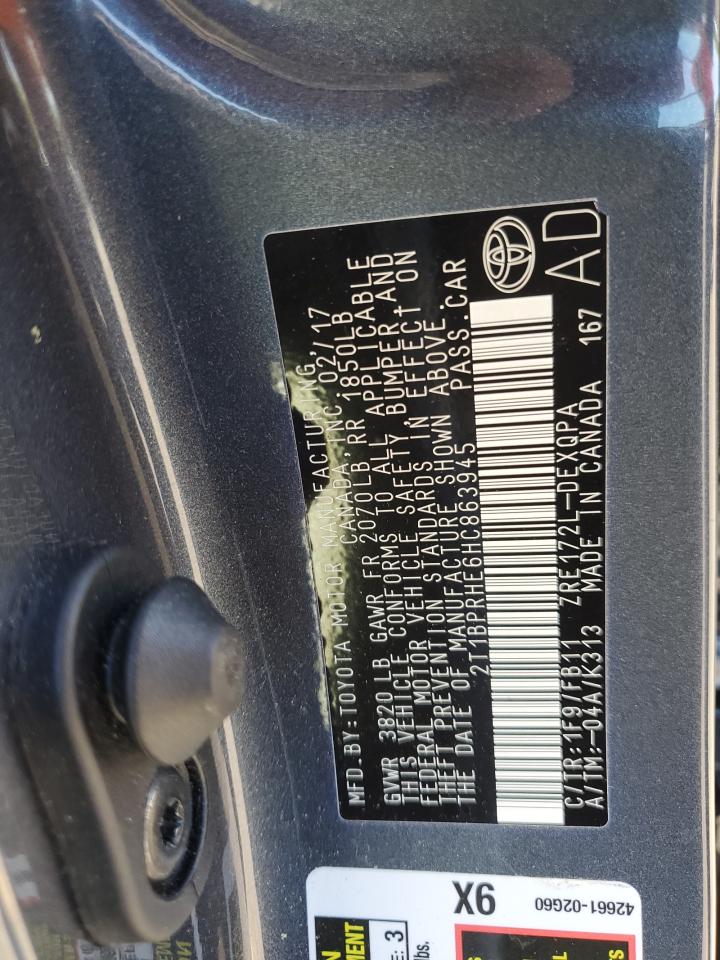 MFD.BY:TOYOTA MOTOR MANUFACTURING,
CANADA,INC. 02/17
GVWR 3820 LB GAWR FR 2070LB,RR 1850LB
THIS VEHICLE CONFORMS TO ALL APPLICABLE
FEDERAL MOTOR VEHICLE SAFETY,BUMPER,AND
THEFT PREVENTION STANDARDS IN EFFECT ON
THE DATE OF MANUFACTURE SHOWN ABOVE.
2T1BPRHE6HC863945 PASS.CAR
C/TR:1F9/FB11 ZRE172L-DEXQPA
A/TM:-04A/K313 MADE IN CANADA 167
AD
9X
42661-02G60
3
lbs.